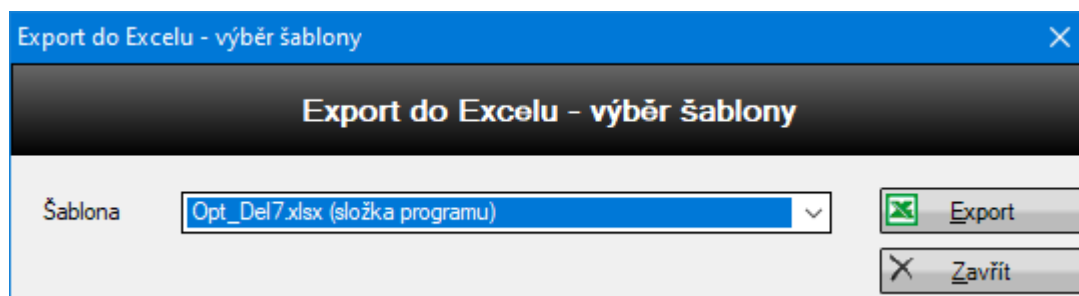 Export do Excelu - výběr šablony
Export do Excelu - výběr šablony
Šablona
Opt_Del7.xlsx (složka programu)
Export
Zavřít